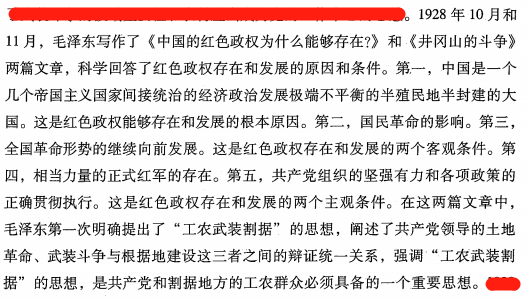 。1928 年 10 月和
11 月，毛泽东写作了《中国的红色政权为什么能够存在?》和《井冈山的斗争》
两篇文章，科学回答了红色政权存在和发展的原因和条件。第一，中国是一个
几个帝国主义国家间接统治的经济政治发展极端不平衡的半殖民地半封建的大
国。这是红色政权能够存在和发展的根本原因。第二，国民革命的影响。第三，
全国革命形势的继续向前发展。这是红色政权存在和发展的两个客观条件。第
四，相当力量的正式红军的存在。第五，共产党组织的坚强有力和各项政策的
正确贯彻执行。这是红色政权存在和发展的两个主观条件。在这两篇文章中，
毛泽东第一次明确提出了“工农武装割据”的思想，阐述了共产党领导的土地
革命、武装斗争与根据地建设这三者之间的辩证统一关系，强调“工农武装割
据”的思想，是共产党和割据地方的工农群众必须具备的一个重要思想。